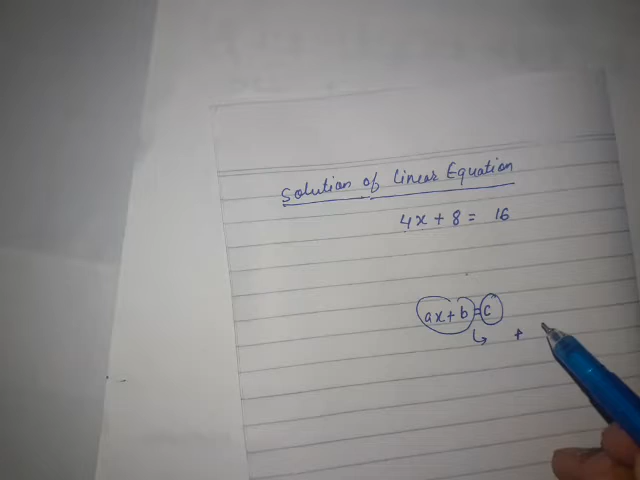 Solution of Linear Equation
4x + 8 = 16
ax + b = c
↳ +